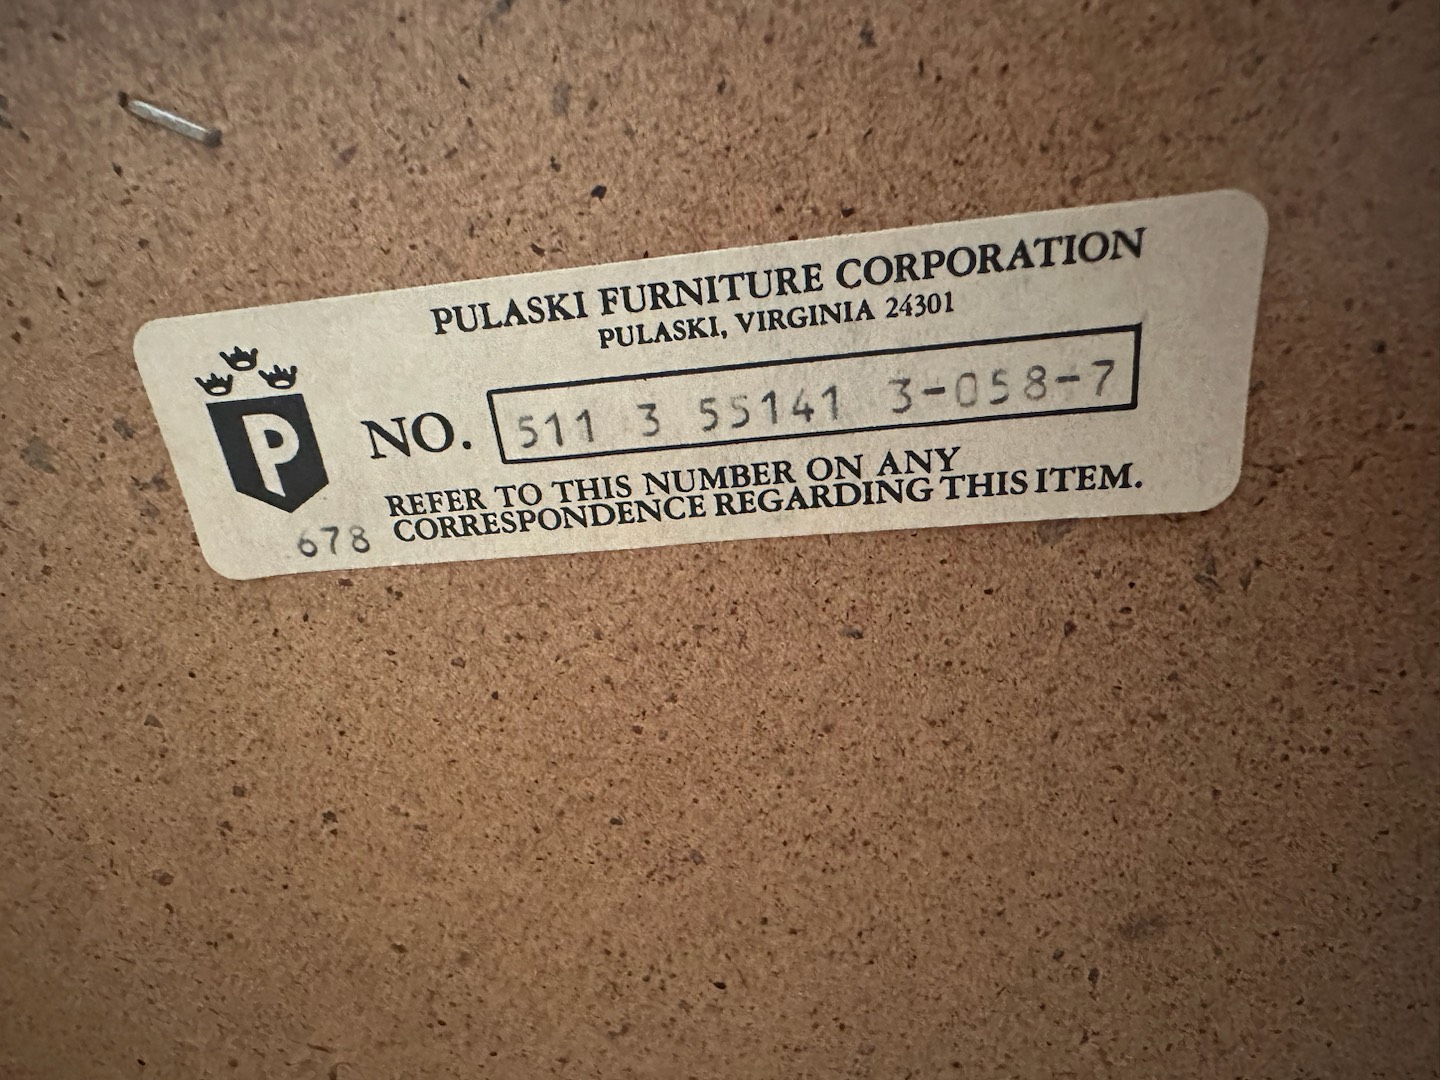 PULASKI FURNITURE CORPORATION
PULASKI, VIRGINIA 24301
P
NO. 511 3 55141 3-058-7
REFER TO THIS NUMBER ON ANY
CORRESPONDENCE REGARDING THIS ITEM.
678